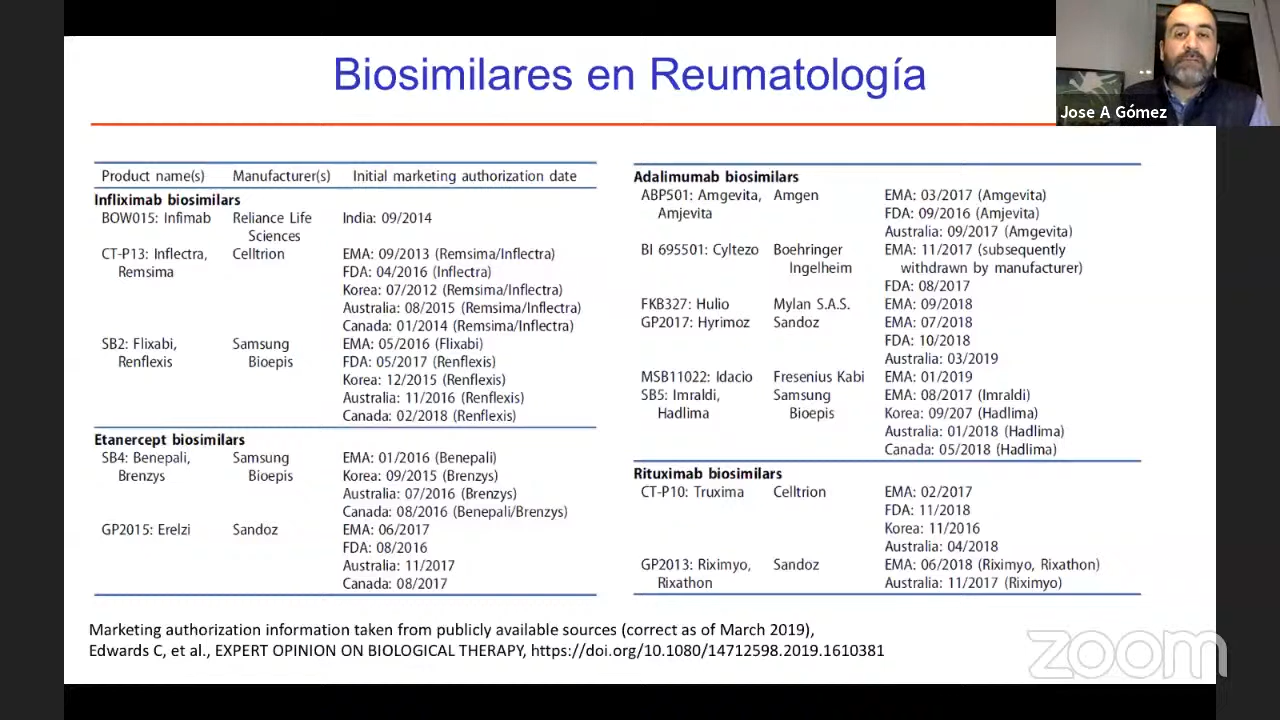 Biosimilares en Reumatología
Jose A Gómez
Product name(s) Manufacturer(s) Initial marketing authorization date
Infliximab biosimilars
BOW015: Infimab Reliance Life India: 09/2014
Sciences
CT-P13: Inflectra, Celltrion EMA: 09/2013 (Remsima/Inflectra)
Remsima FDA: 04/2016 (Inflectra)
Korea: 07/2012 (Remsima/Inflectra)
Australia: 08/2015 (Remsima/Inflectra)
Canada: 01/2014 (Remsima/Inflectra)
SB2: Flixabi, Samsung EMA: 05/2016 (Flixabi)
Renflexis Bioepis FDA: 05/2017 (Renflexis)
Korea: 12/2015 (Renflexis)
Australia: 11/2016 (Renflexis)
Canada: 02/2018 (Renflexis)
Etanercept biosimilars
SB4: Benepali, Samsung EMA: 01/2016 (Benepali)
Brenzys Bioepis Korea: 09/2015 (Brenzys)
Australia: 07/2016 (Brenzys)
Canada: 08/2016 (Benepali/Brenzys)
GP2015: Erelzi Sandoz EMA: 06/2017
FDA: 08/2016
Australia: 11/2017
Canada: 08/2017
Adalimumab biosimilars
ABP501: Amgevita, Amgen EMA: 03/2017 (Amgevita)
Amjevita FDA: 09/2016 (Amjevita)
Australia: 09/2017 (Amgevita)
BI 695501: Cyltezo Boehringer EMA: 11/2017 (subsequently
Ingelheim withdrawn by manufacturer)
FDA: 08/2017
FKB327: Hulio Mylan S.A.S. EMA: 09/2018
GP2017: Hyrimoz Sandoz EMA: 07/2018
FDA: 10/2018
Australia: 03/2019
MSB11022: Idacio Fresenius Kabi EMA: 01/2019
SB5: Imraldi, Samsung EMA: 08/2017 (Imraldi)
Hadlima Bioepis Korea: 09/207 (Hadlima)
Australia: 01/2018 (Hadlima)
Canada: 05/2018 (Hadlima)
Rituximab biosimilars
CT-P10: Truxima Celltrion EMA: 02/2017
FDA: 11/2018
Korea: 11/2016
Australia: 04/2018
GP2013: Riximyo, Sandoz EMA: 06/2018 (Riximyo, Rixathon)
Rixathon Australia: 11/2017 (Riximyo)
Marketing authorization information taken from publicly available sources (correct as of March 2019),
Edwards C, et al., EXPERT OPINION ON BIOLOGICAL THERAPY, https://doi.org/10.1080/14712598.2019.1610381
zoom